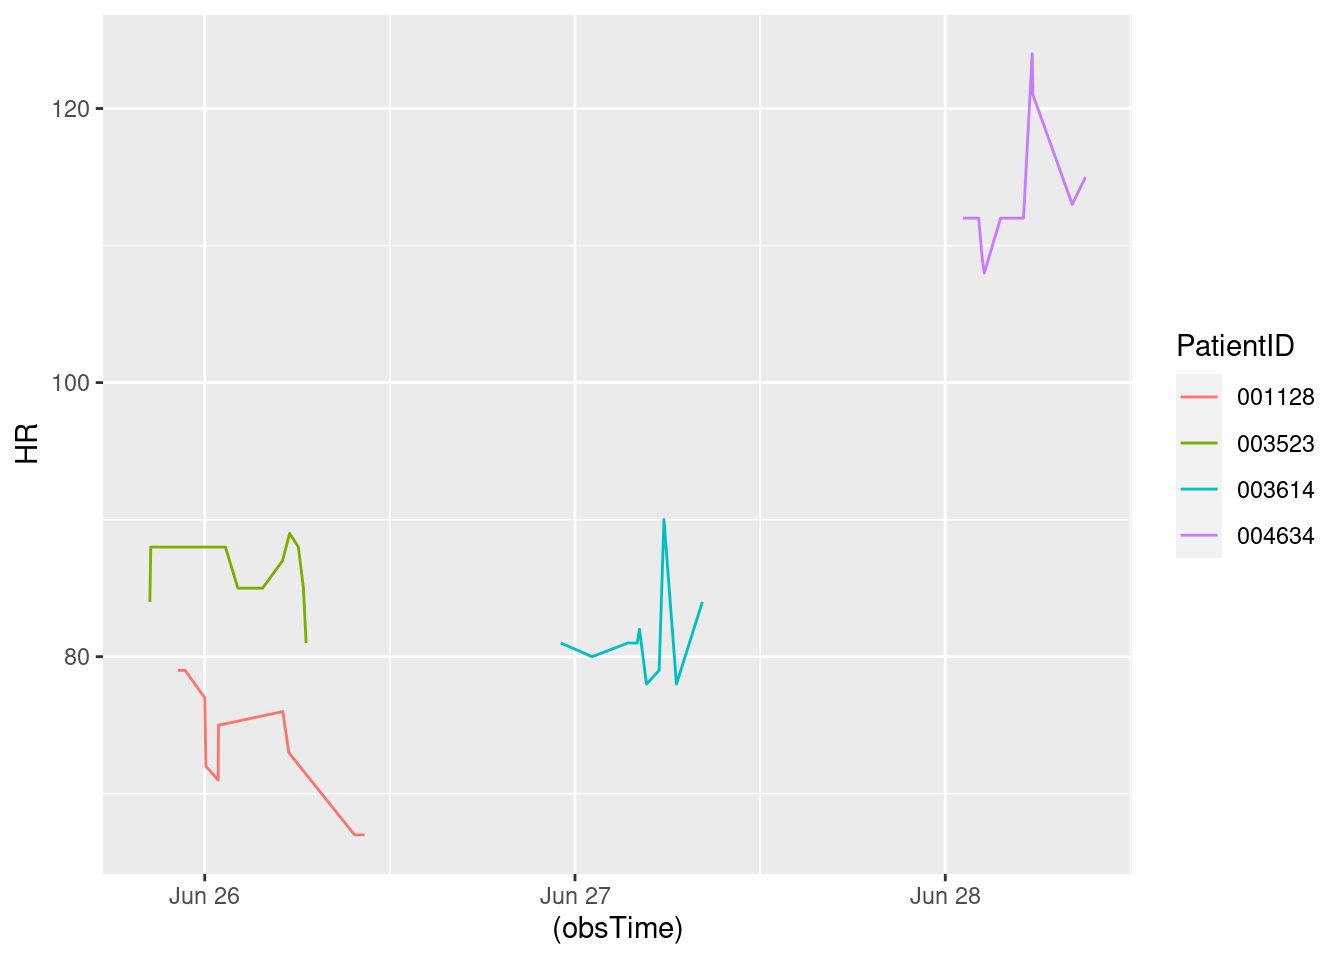 120
100
80
HR
Jun 26
Jun 27
Jun 28
(obsTime)
PatientID
001128
003523
003614
004634